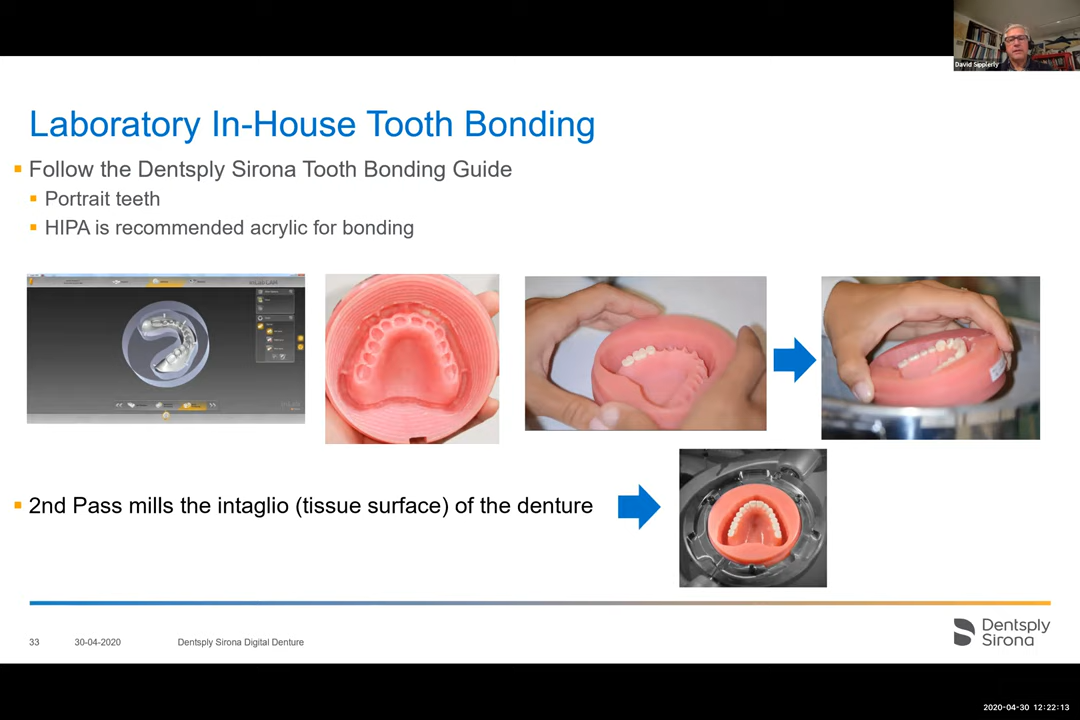 David Sipplerly
Laboratory In-House Tooth Bonding
Follow the Dentsply Sirona Tooth Bonding Guide
Portrait teeth
HIPA is recommended acrylic for bonding
2nd Pass mills the intaglio (tissue surface) of the denture
33
30-04-2020
Dentsply Sirona Digital Denture
Dentsply
Sirona
2020-04-30 12:22:13